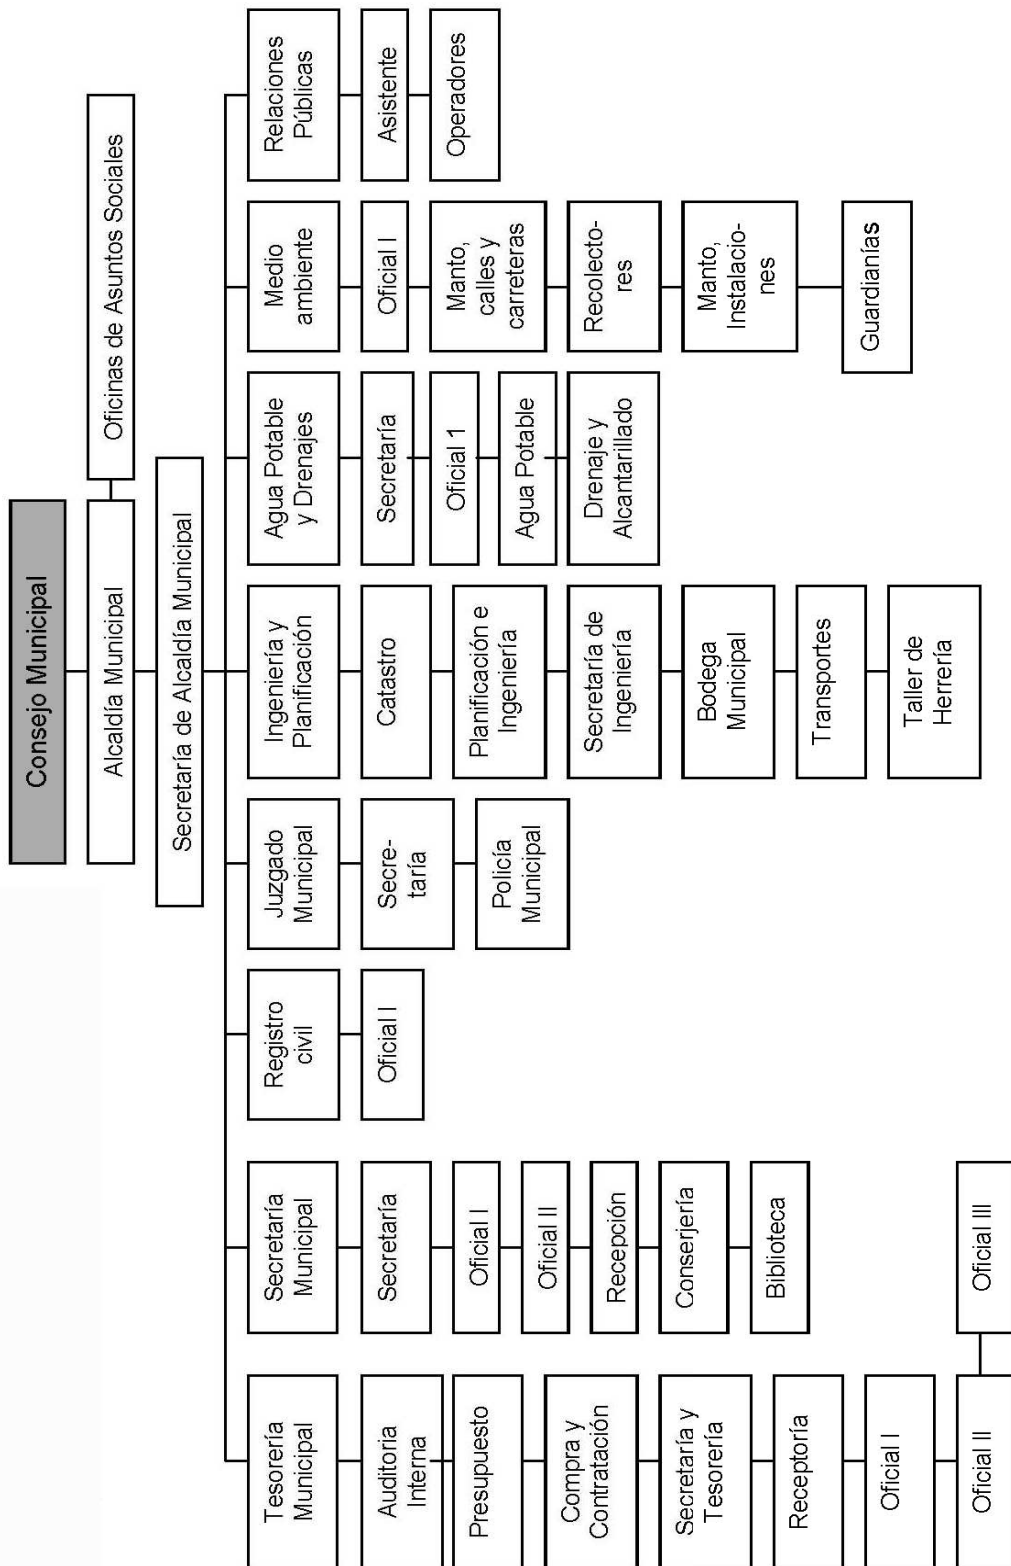 Consejo Municipal
Alcaldía Municipal
Oficinas de Asuntos Sociales
Secretaría de Alcaldía Municipal
Tesorería
Municipal
Auditoria
Interna
Presupuesto
Compra y
Contratación
Secretaría y
Tesorería
Receptoría
Oficial I
Oficial II
Oficial III
Secretaría
Municipal
Secretaría
Oficial I
Oficial II
Recepción
Conserjería
Biblioteca
Registro
civil
Oficial I
Juzgado
Municipal
Secre-
taría
Policía
Municipal
Ingeniería y
Planificación
Catastro
Planificación e
Ingeniería
Secretaría de
Ingeniería
Bodega
Municipal
Transportes
Taller de
Herrería
Agua Potable
y Drenajes
Secretaría
Oficial 1
Agua Potable
Drenaje y
Alcantarillado
Medio
ambiente
Oficial I
Manto,
calles y
carreteras
Recolecto-
res
Manto,
Instalacio-
nes
Guardianías
Relaciones
Públicas
Asistente
Operadores